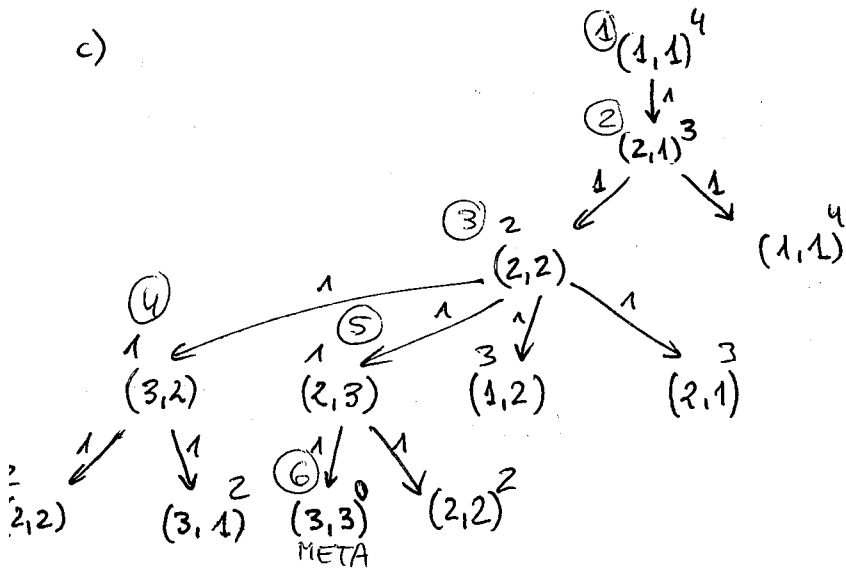 c)
① (1,1)⁴
1
② (2,1)³
1 1
③ 2 (2,2) (1,1)⁴
1 1 1 1
④ 1 (3,2) ⑤ 1 (2,3) 3 (1,2) 3 (2,1)
1 1 1 1
2,2) (3,1)² ⑥ (3,3)⁰ (2,2)²
META